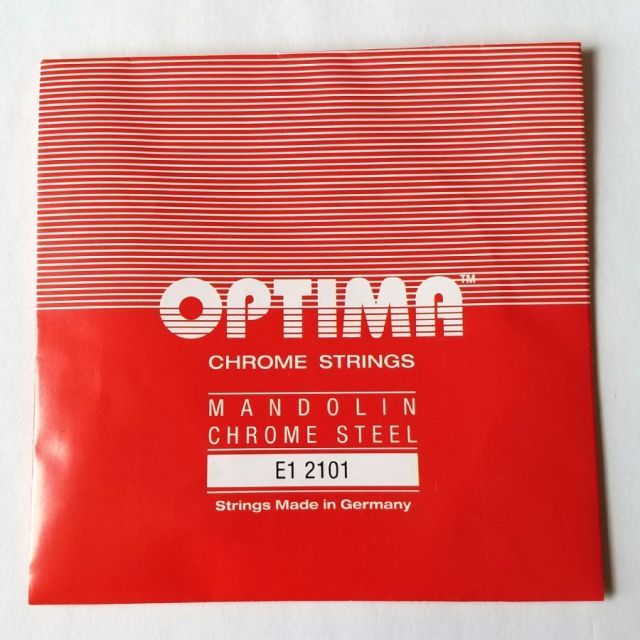 OPTIMA™
CHROME STRINGS
MANDOLIN
CHROME STEEL
E1 2101
Strings Made in Germany